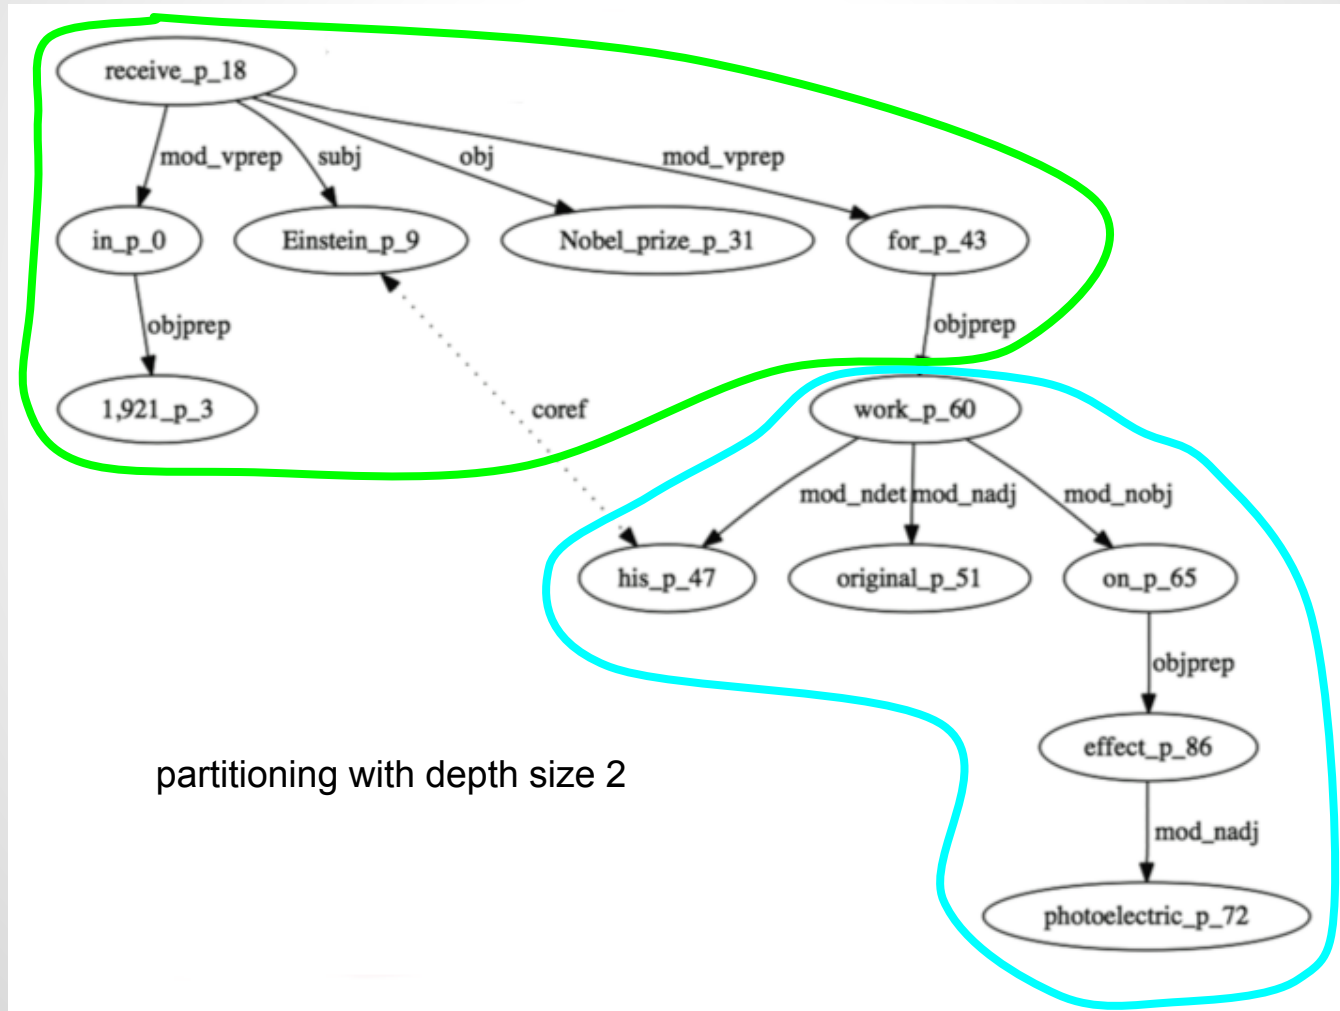 receive_p_18
mod_vprep subj obj mod_vprep
in_p_0 Einstein_p_9 Nobel_prize_p_31 for_p_43
objprep objprep
1,921_p_3 coref work_p_60
mod_ndet mod_nadj mod_nobj
his_p_47 original_p_51 on_p_65
objprep
effect_p_86
partitioning with depth size 2
mod_nadj
photoelectric_p_72